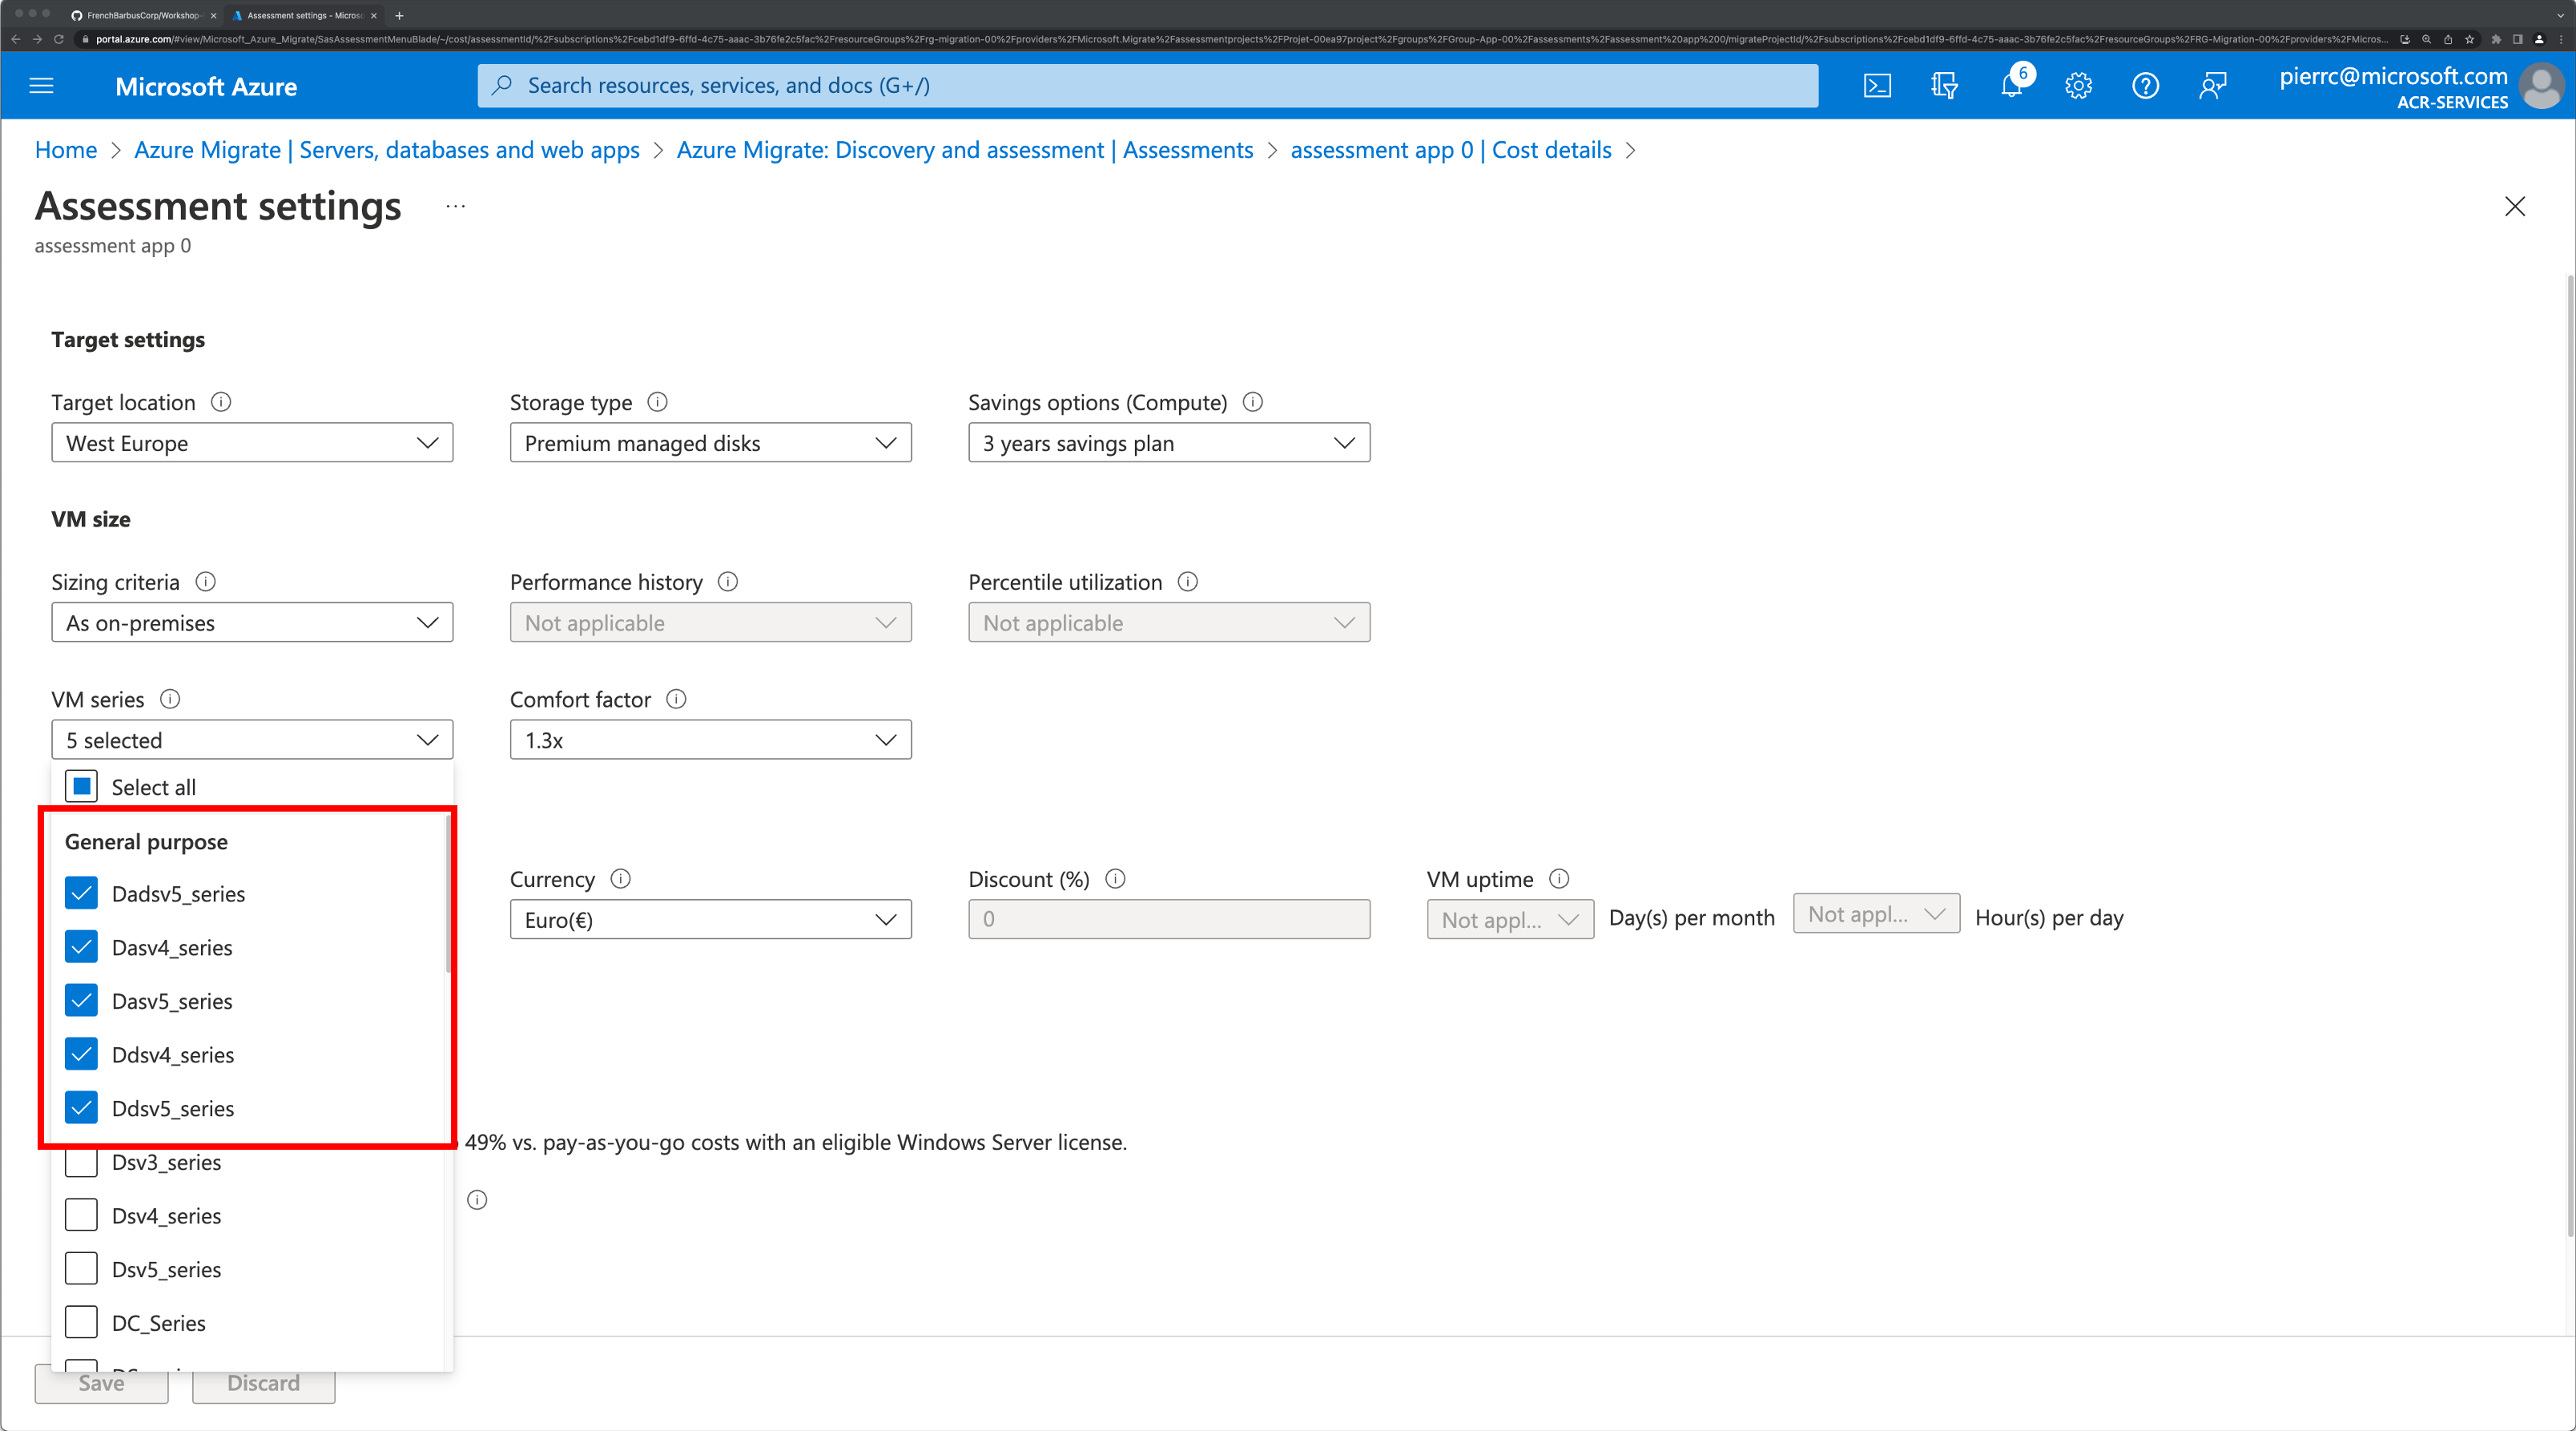 FrenchBarbusCorp/Workshop-
Assessment settings - Microso
portal.azure.com/#view/Microsoft_Azure_Migrate/SasAssessmentMenuBlade/~/cost/assessmentId/%2Fsubscriptions%2Fcebd1df9-6ffd-4c75-aaac-3b76fe2c5fac%2FresourceGroups%2Frg-migration-00%2Fproviders%2FMicrosoft.Migrate%2Fassessmentprojects%2FProjet-00ea97project%2Fgroups%2FGroup-App-00%2Fassessments%2Fassessment%20app%200/migrateProjectId/%2Fsubscriptions%2Fcebd1df9-6ffd-4c75-aaac-3b76fe2c5fac%2FresourceGroups%2FRG-Migration-00%2Fproviders%2FMicros...
Microsoft Azure
Search resources, services, and docs (G+/)
6
pierrc@microsoft.com
ACR-SERVICES
Home > Azure Migrate | Servers, databases and web apps > Azure Migrate: Discovery and assessment | Assessments > assessment app 0 | Cost details >
Assessment settings ...
assessment app 0
Target settings
Target location Storage type Savings options (Compute)
West Europe Premium managed disks 3 years savings plan
VM size
Sizing criteria Performance history Percentile utilization
As on-premises Not applicable Not applicable
VM series Comfort factor
5 selected 1.3x
Select all
General purpose
Currency Discount (%) VM uptime
Dadsv5_series
Euro(€) 0 Not appl... Day(s) per month Not appl... Hour(s) per day
Dasv4_series
Dasv5_series
Ddsv4_series
Ddsv5_series
49% vs. pay-as-you-go costs with an eligible Windows Server license.
Dsv3_series
Dsv4_series
Dsv5_series
DC_Series
Save Discard